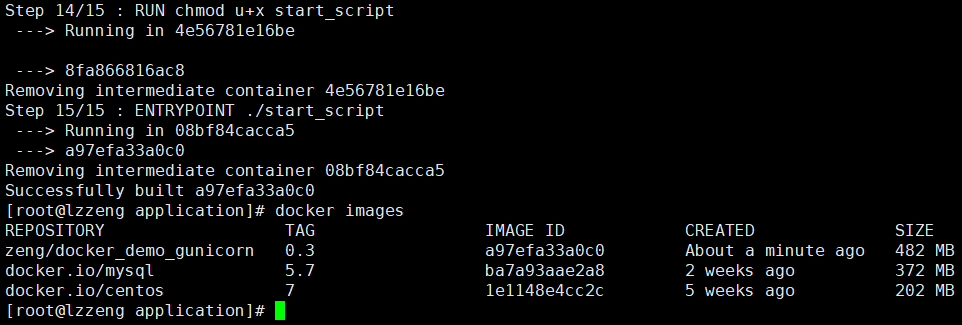 Step 14/15 : RUN chmod u+x start_script
 ---> Running in 4e56781e16be

 ---> 8fa866816ac8
Removing intermediate container 4e56781e16be
Step 15/15 : ENTRYPOINT ./start_script
 ---> Running in 08bf84cacca5
 ---> a97efa33a0c0
Removing intermediate container 08bf84cacca5
Successfully built a97efa33a0c0
[root@lzzeng application]# docker images
REPOSITORY                  TAG                 IMAGE ID            CREATED              SIZE
zeng/docker_demo_gunicorn   0.3                 a97efa33a0c0        About a minute ago   482 MB
docker.io/mysql             5.7                 ba7a93aae2a8        2 weeks ago          372 MB
docker.io/centos            7                   1e1148e4cc2c        5 weeks ago          202 MB
[root@lzzeng application]#